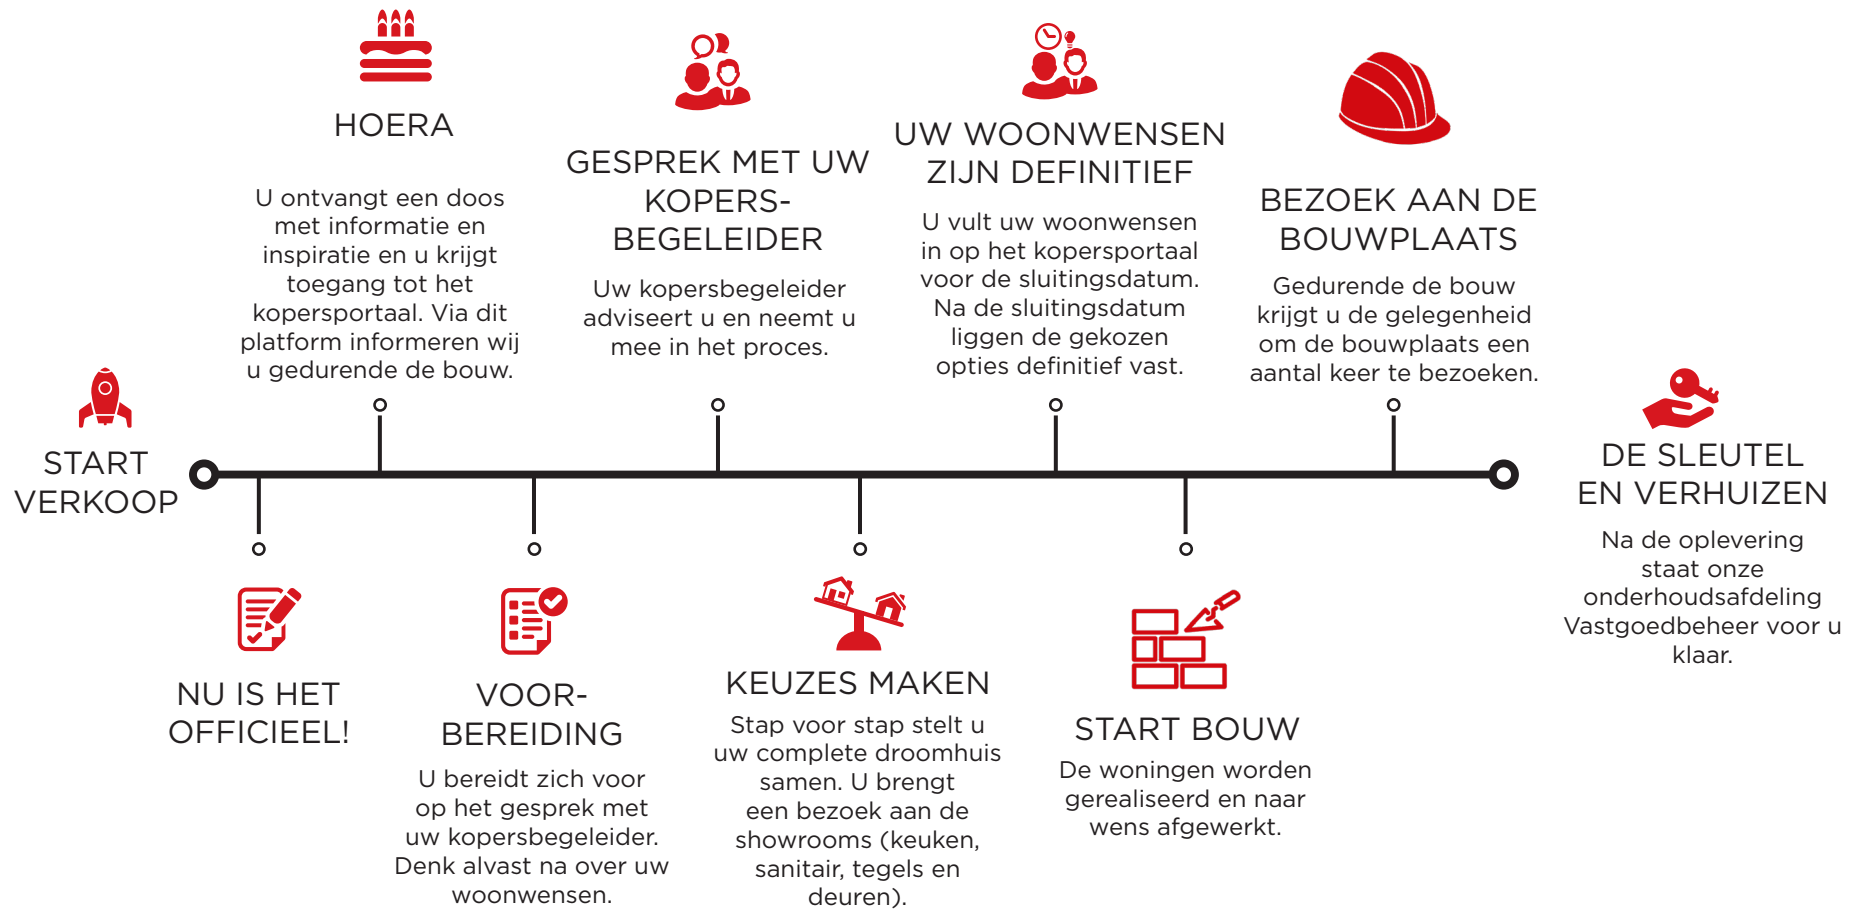 START
VERKOOP
NU IS HET
OFFICIEEL!
HOERA
U ontvangt een doos
met informatie en
inspiratie en u krijgt
toegang tot het
kopersportaal. Via dit
platform informeren wij
u gedurende de bouw.
VOOR-
BEREIDING
U bereidt zich voor
op het gesprek met
uw kopersbegeleider.
Denk alvast na over uw
woonwensen.
GESPREK MET UW
KOPERS-
BEGELEIDER
Uw kopersbegeleider
adviseert u en neemt u
mee in het proces.
KEUZES MAKEN
Stap voor stap stelt u
uw complete droomhuis
samen. U brengt
een bezoek aan de
showrooms (keuken,
sanitair, tegels en
deuren).
UW WOONWENSEN
ZIJN DEFINITIEF
U vult uw woonwensen
in op het kopersportaal
voor de sluitingsdatum.
Na de sluitingsdatum
liggen de gekozen
opties definitief vast.
START BOUW
De woningen worden
gerealiseerd en naar
wens afgewerkt.
BEZOEK AAN DE
BOUWPLAATS
Gedurende de bouw
krijgt u de gelegenheid
om de bouwplaats een
aantal keer te bezoeken.
DE SLEUTEL
EN VERHUIZEN
Na de oplevering
staat onze
onderhoudsafdeling
Vastgoedbeheer voor u
klaar.